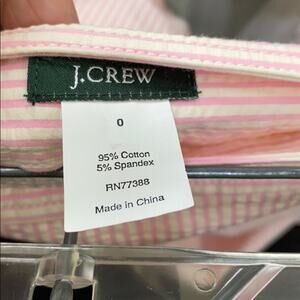 J.CREW
0
95% Cotton
5% Spandex
RN77388
Made in China